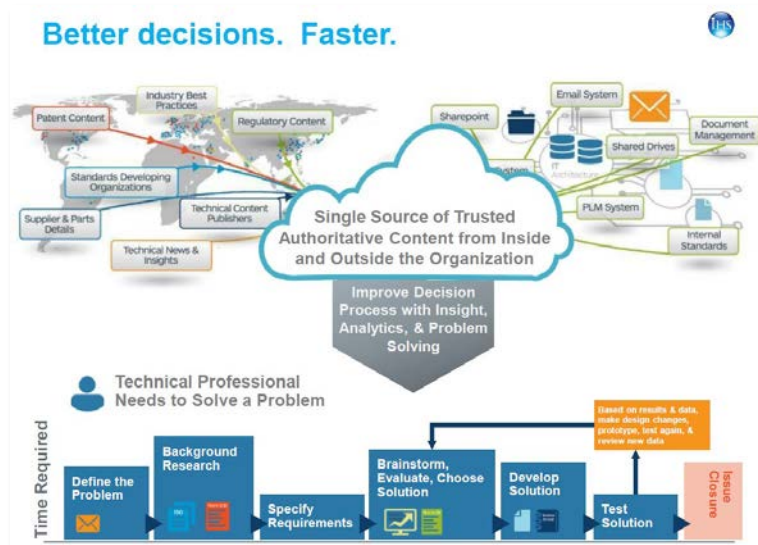 Better decisions. Faster.
IHS
Industry Best
Practices
Patent Content
Regulatory Content
Standards Developing
Organizations
Supplier & Parts
Details
Technical Content
Publishers
Technical News &
Insights
Email System
Sharepoint
Document
Management
Shared Drives
System
IT
Architecture
PLM System
Internal
Standards
Single Source of Trusted
Authoritative Content from Inside
and Outside the Organization
Improve Decision
Process with Insight,
Analytics, & Problem
Solving
Technical Professional
Needs to Solve a Problem
Based on results & data,
make design changes,
prototype, test again, &
review new data
Time Required
Define the
Problem
Background
Research
Specify
Requirements
Brainstorm,
Evaluate, Choose
Solution
Develop
Solution
Test
Solution
Issue
Closure